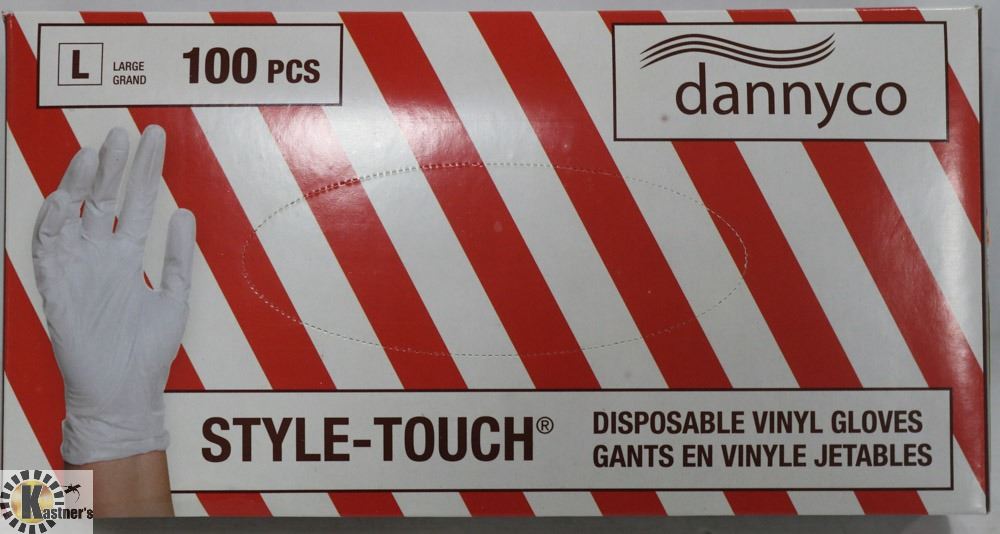 L LARGE
GRAND
100 PCS
dannyco
STYLE-TOUCH®
DISPOSABLE VINYL GLOVES
GANTS EN VINYLE JETABLES
Kastner's